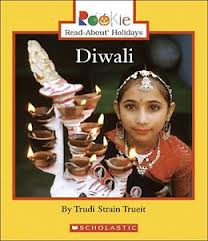 Rookie
Read-About® Holidays
Diwali
By Trudi Strain Trueit
SCHOLASTIC